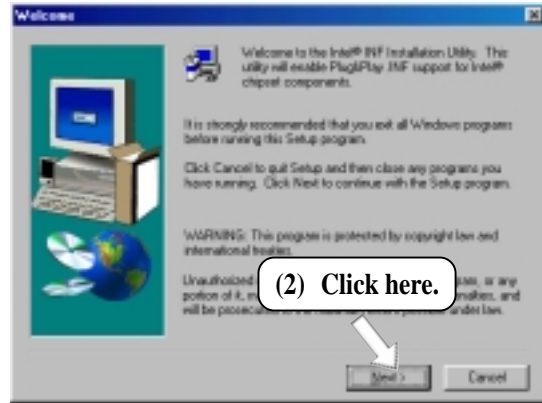 Welcome
Welcome to the Intel® INF Installation Utility. This
utility will enable Plug&Play INF support for Intel®
chipset components.
It is strongly recommended that you exit all Windows programs
before running this Setup program.
Click Cancel to quit Setup and then close any programs you
have running. Click Next to continue with the Setup program.
WARNING: This program is protected by copyright law and
international treaties.
Unauthorized
portion of it,
will be prosecuted under law.
(2) Click here.
Next >
Cancel